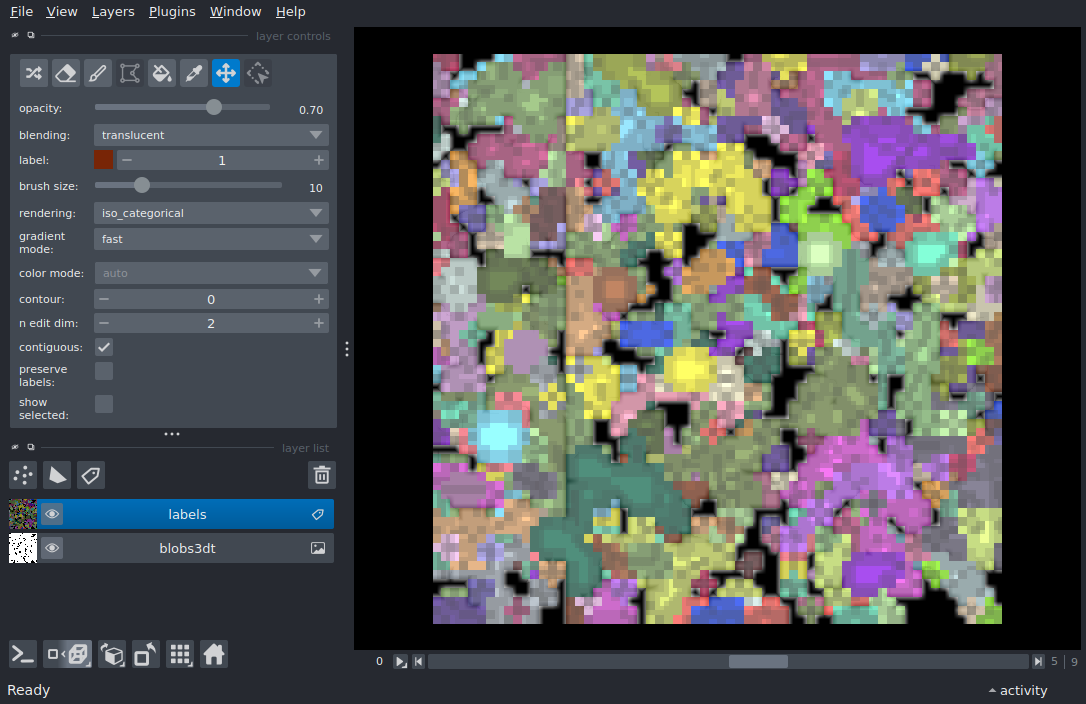 File View Layers Plugins Window Help
layer controls
opacity: 0.70
blending: translucent
label: 1
brush size: 10
rendering: iso_categorical
gradient
mode: fast
color mode: auto
contour: 0
n edit dim: 2
contiguous:
preserve
labels:
show
selected:
layer list
labels
blobs3dt
0 5 9
Ready activity